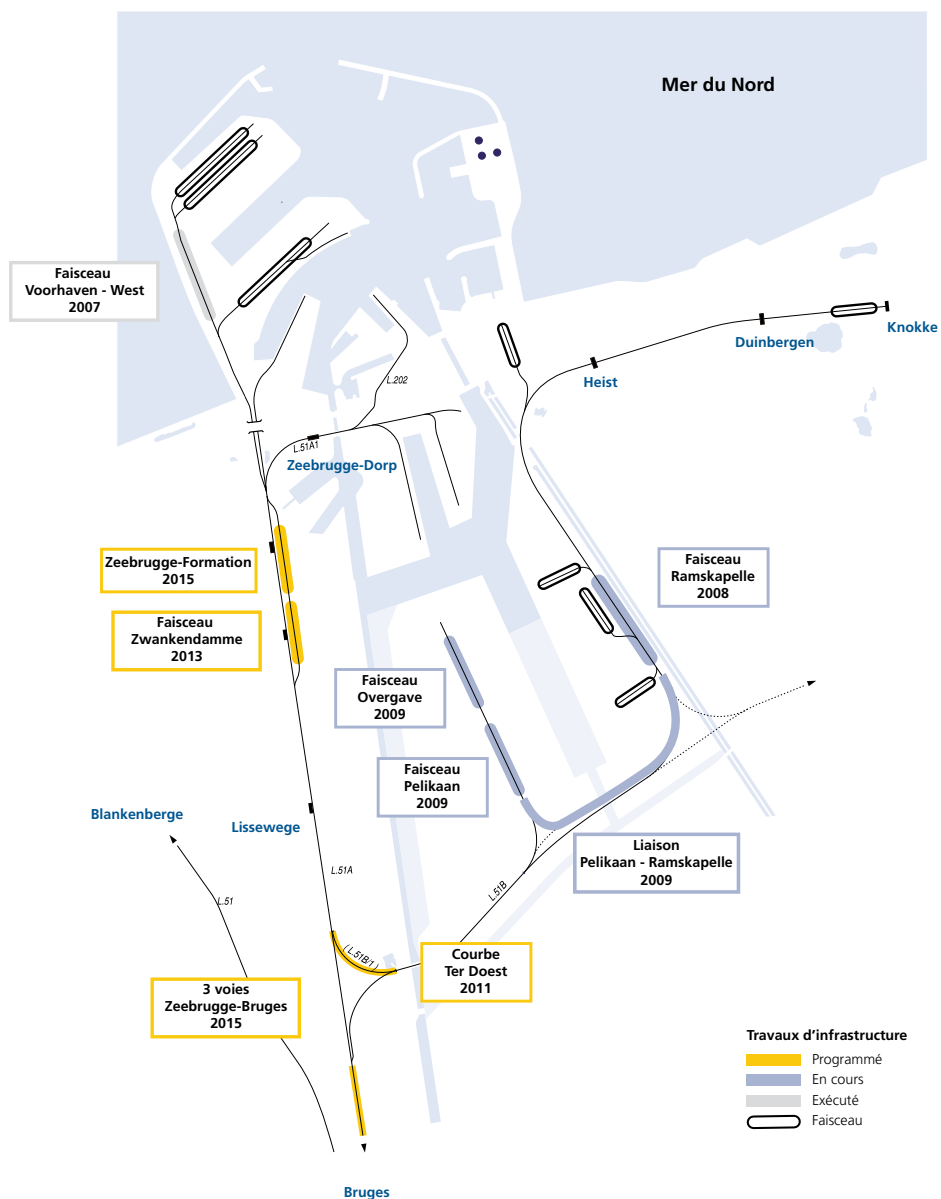 Mer du Nord
Faisceau
Voorhaven - West
2007
Duinbergen
Knokke
Heist
L.202
L.51A1
Zeebrugge-Dorp
Zeebrugge-Formation
2015
Faisceau
Ramskapelle
2008
Faisceau
Zwankendamme
2013
Faisceau
Overgave
2009
Faisceau
Pelikaan
2009
Blankenberge
Lissewege
Liaison
Pelikaan - Ramskapelle
2009
L.51A
L.51
L.51B
( L.51B/1 )
Courbe
Ter Doest
2011
3 voies
Zeebrugge-Bruges
2015
Travaux d’infrastructure
Programmé
En cours
Exécuté
Faisceau
Bruges